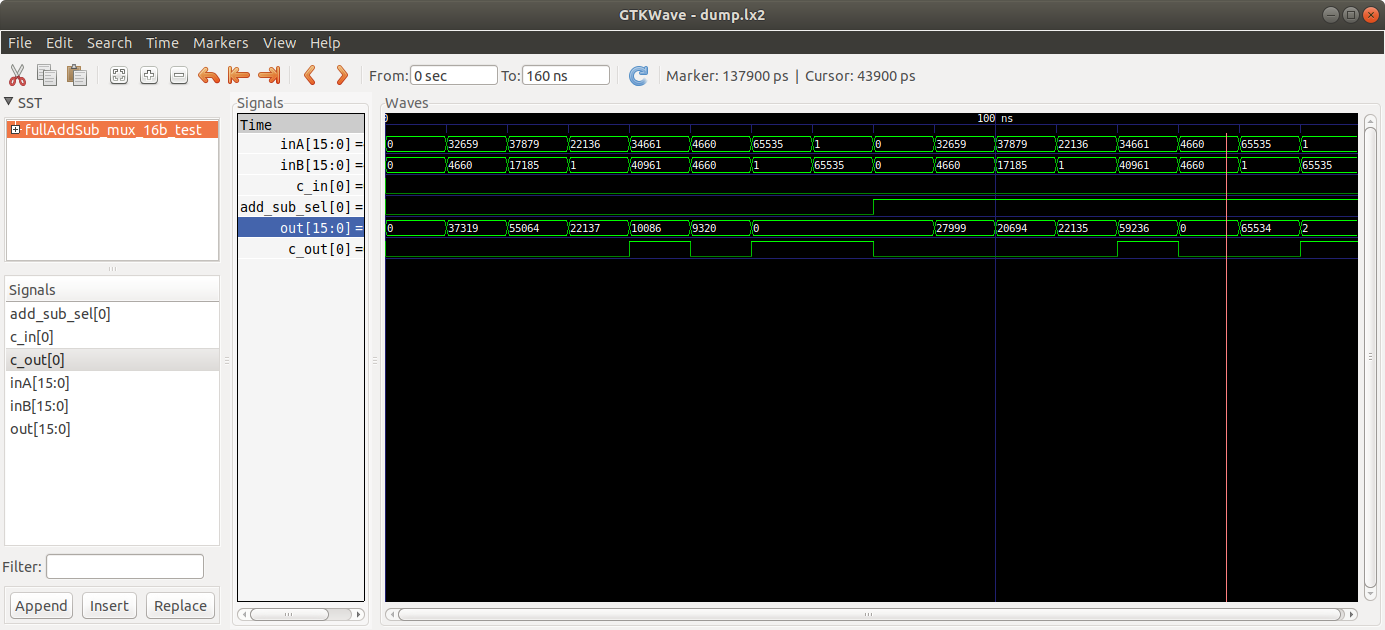 GTKWave - dump.lx2
File Edit Search Time Markers View Help
From: 0 sec To: 160 ns Marker: 137900 ps | Cursor: 43900 ps
SST
fullAddSub_mux_16b_test
Signals
add_sub_sel[0]
c_in[0]
c_out[0]
inA[15:0]
inB[15:0]
out[15:0]
Filter:
Append Insert Replace
Signals
Time
inA[15:0] =
inB[15:0] =
c_in[0] =
add_sub_sel[0] =
out[15:0] =
c_out[0] =
Waves
0 100 ns
0 32659 37879 22136 34661 4660 65535 1 0 32659 37879 22136 34661 4660 65535 1
0 4660 17185 1 40961 4660 1 65535 0 4660 17185 1 40961 4660 1 65535
0 37319 55064 22137 10086 9320 0 27999 20694 22135 59236 0 65534 2